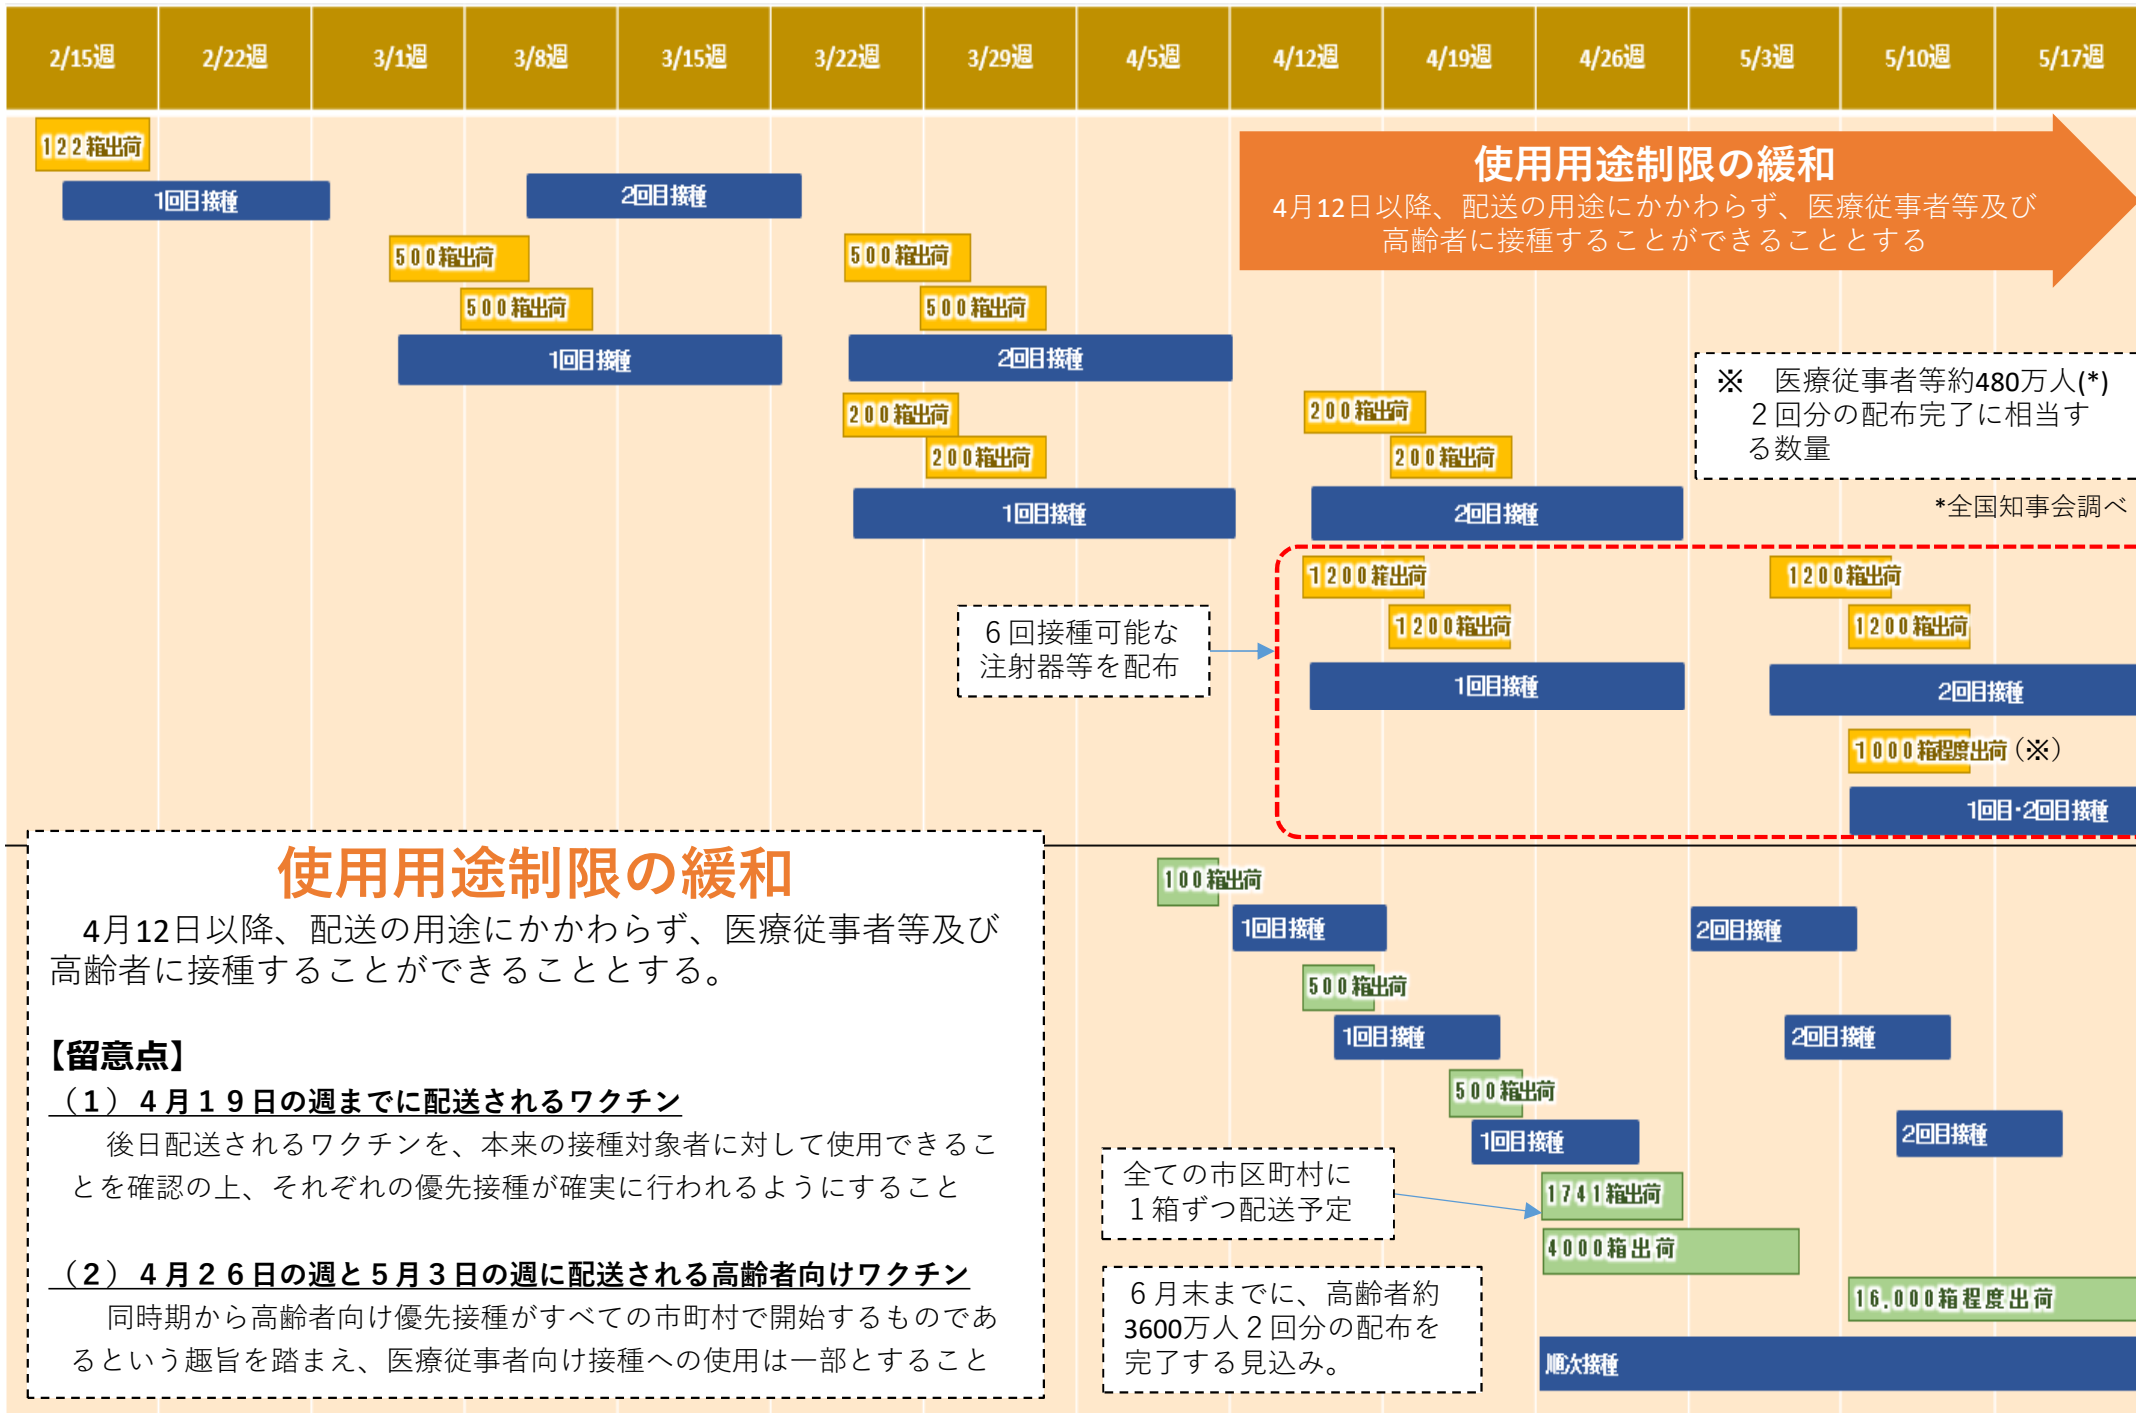 2/15週 2/22週 3/1週 3/8週 3/15週 3/22週 3/29週 4/5週 4/12週 4/19週 4/26週 5/3週 5/10週 5/17週
122箱出荷
1回目接種
2回目接種
使用用途制限の緩和
4月12日以降、配送の用途にかかわらず、医療従事者等及び
高齢者に接種することができることとする
500箱出荷
500箱出荷
1回目接種
500箱出荷
500箱出荷
2回目接種
200箱出荷
200箱出荷
1回目接種
200箱出荷
200箱出荷
2回目接種
※ 医療従事者等約480万人(*)
2回分の配布完了に相当す
る数量
*全国知事会調べ
6回接種可能な
注射器等を配布
1200箱出荷
1200箱出荷
1回目接種
1200箱出荷
1200箱出荷
2回目接種
1000箱程度出荷(※)
1回目・2回目接種
使用用途制限の緩和
4月12日以降、配送の用途にかかわらず、医療従事者等及び
高齢者に接種することができることとする。
【留意点】
(1)4月19日の週までに配送されるワクチン
後日配送されるワクチンを、本来の接種対象者に対して使用できるこ
とを確認の上、それぞれの優先接種が確実に行われるようにすること
(2)4月26日の週と5月3日の週に配送される高齢者向けワクチン
同時期から高齢者向け優先接種がすべての市町村で開始するものであ
るという趣旨を踏まえ、医療従事者向け接種への使用は一部とすること
100箱出荷
1回目接種
2回目接種
500箱出荷
1回目接種
2回目接種
500箱出荷
1回目接種
2回目接種
全ての市区町村に
1箱ずつ配送予定
1741箱出荷
4000箱出荷
6月末までに、高齢者約
3600万人2回分の配布を
完了する見込み。
16,000箱程度出荷
順次接種